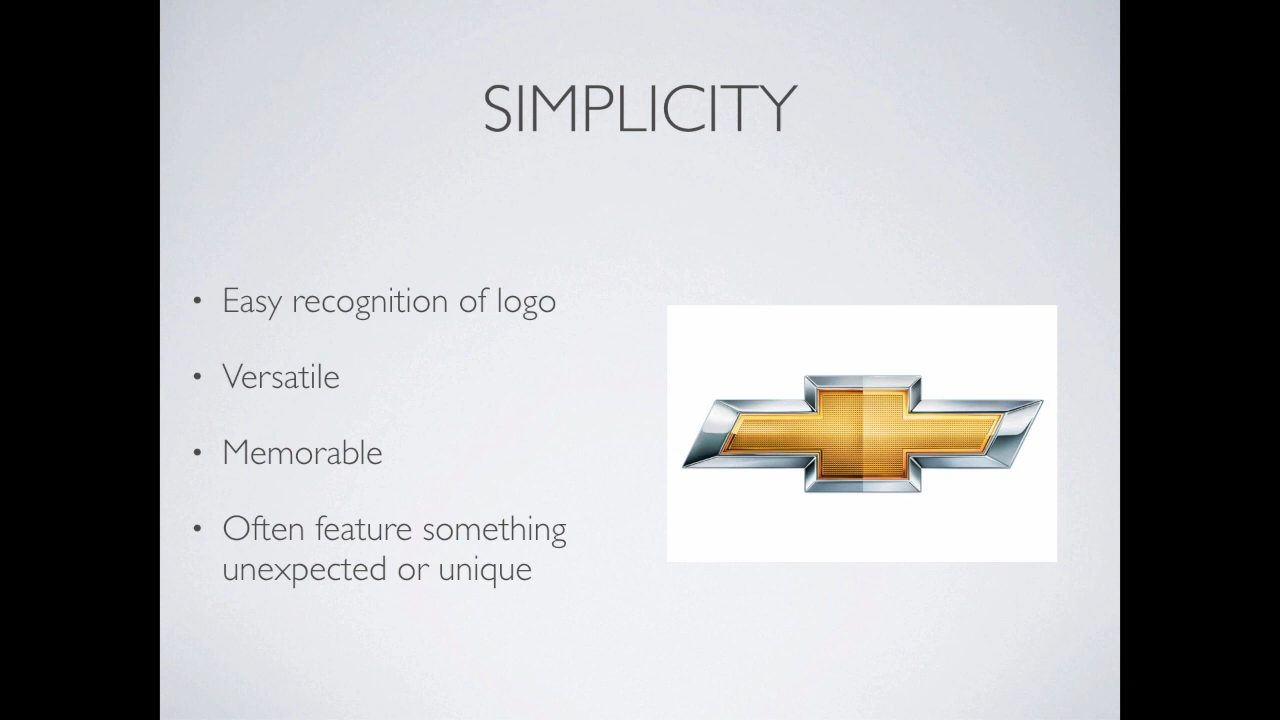 SIMPLICITY
• Easy recognition of logo
• Versatile
• Memorable
• Often feature something
unexpected or unique